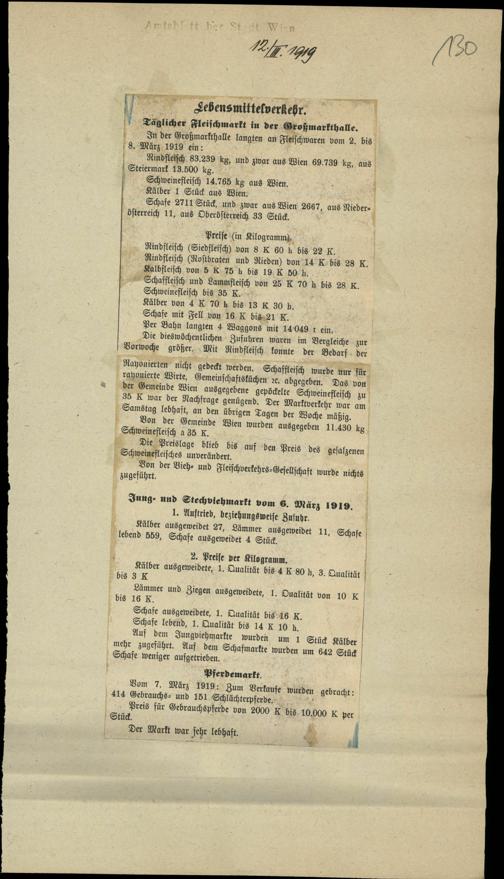 Amtsblatt der Stadt Wien
12/III. 1919
130
Lebensmittelverkehr.
Täglicher Fleischmarkt in der Großmarkthalle.
In der Großmarkthalle langten an Fleischwaren vom 2. bis
8. März 1919 ein:
Rindfleisch 83.239 kg, und zwar aus Wien 69.739 kg, aus
Steiermark 13.500 kg.
Schweinefleisch 14.765 kg aus Wien.
Kälber 1 Stück aus Wien.
Schafe 2711 Stück, und zwar aus Wien 2667, aus Nieder-
österreich 11, aus Oberösterreich 33 Stück.
Preise (in Kilogramm).
Rindfleisch (Siedfleisch) von 8 K 60 h bis 22 K.
Rindfleisch (Rostbraten und Rieden) von 14 K bis 28 K.
Kalbfleisch von 5 K 75 h bis 19 K 50 h.
Schaffleisch und Lammfleisch von 25 K 70 h bis 28 K.
Schweinefleisch bis 35 K.
Kälber von 4 K 70 h bis 13 K 30 h.
Schafe mit Fell von 16 K bis 21 K.
Per Bahn langten 4 Waggons mit 14·049 t ein.
Die dieswöchentlichen Zufuhren waren im Vergleiche zur
Vorwoche größer. Mit Rindfleisch konnte der Bedarf der
Rayonierten nicht gedeckt werden. Schaffleisch wurde nur für
rayonierte Wirte, Gemeinschaftsküchen ꝛc. abgegeben. Das von
der Gemeinde Wien ausgegebene gepöckelte Schweinefleisch zu
35 K war der Nachfrage genügend. Der Marktverkehr war am
Samstag lebhaft, an den übrigen Tagen der Woche mäßig.
Von der Gemeinde Wien wurden ausgegeben 11.430 kg
Schweinefleisch à 35 K.
Die Preislage blieb bis auf den Preis des gesalzenen
Schweinefleisches unverändert.
Von der Vieh- und Fleischverkehrs-Gesellschaft wurde nichts
zugeführt.
Jung- und Stechviehmarkt vom 6. März 1919.
1. Auftrieb, beziehungsweise Zufuhr.
Kälber ausgeweidet 27, Lämmer ausgeweidet 11, Schafe
lebend 559, Schafe ausgeweidet 4 Stück.
2. Preise per Kilogramm.
Kälber ausgeweidete, 1. Qualität bis 4 K 80 h, 3. Qualität
bis 3 K
Lämmer und Ziegen ausgeweidete, 1. Qualität von 10 K
bis 16 K.
Schafe ausgeweidete, 1. Qualität bis 16 K.
Schafe lebend, 1. Qualität bis 14 K 10 h.
Auf dem Jungviehmarkte wurden um 1 Stück Kälber
mehr zugeführt. Auf dem Schafmarkte wurden um 642 Stück
Schafe weniger aufgetrieben.
Pferdemarkt.
Vom 7. März 1919: Zum Verkaufe wurden gebracht:
414 Gebrauchs- und 151 Schlächterpferde.
Preis für Gebrauchspferde von 2000 K bis 10.000 K per
Stück.
Der Markt war sehr lebhaft.